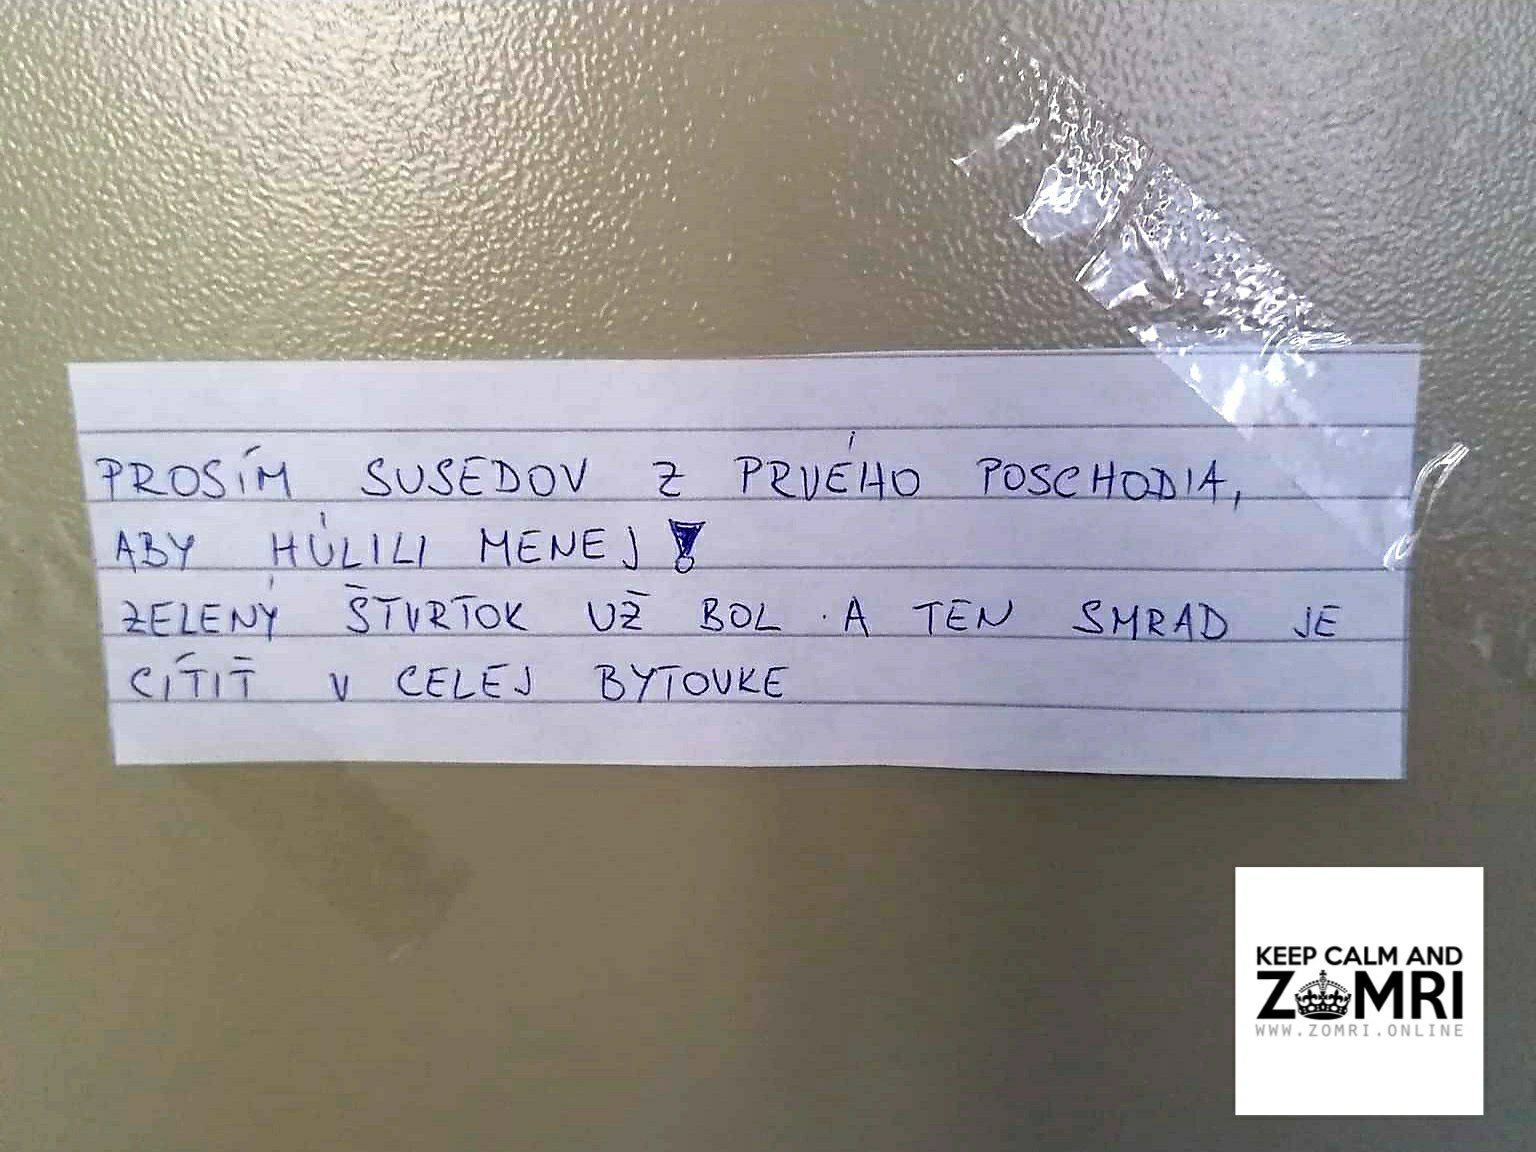 PROSÍM SUSEDOV Z PRVÉHO POSCHODIA,
ABY HÚLILI MENEJ!
ZELENÝ ŠTVRTOK UŽ BOL. A TEN SMRAD JE
CÍTIŤ V CELEJ BYTOVKE
KEEP CALM AND
ZOMRI
WWW.ZOMRI.ONLINE